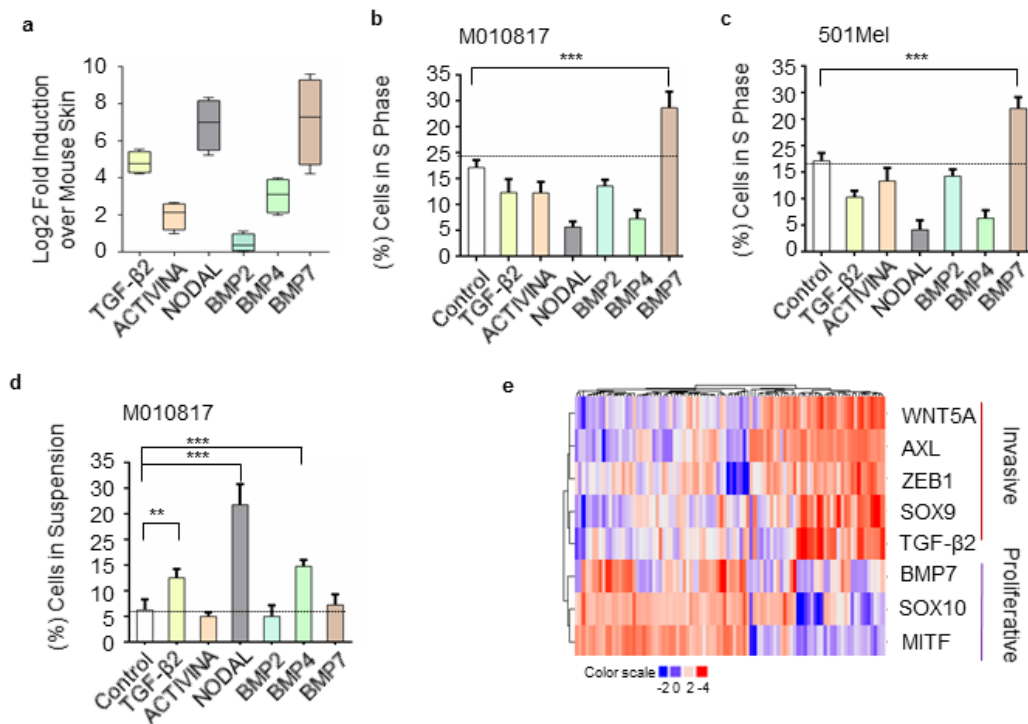 a
Log2 Fold Induction
over Mouse Skin
10
8
6
4
2
0
TGF-β2
ACTIVINA
NODAL
BMP2
BMP4
BMP7
b
M010817
***
(%) Cells in S Phase
35
30
20
25
15
10
5
0
Control
TGF-β2
ACTIVINA
NODAL
BMP2
BMP4
BMP7
c
501Mel
***
(%) Cells in S Phase
35
30
20
25
15
10
5
0
Control
TGF-β2
ACTIVINA
NODAL
BMP2
BMP4
BMP7
d
M010817
***
***
**
(%) Cells in Suspension
35
30
20
25
15
10
5
0
Control
TGF-β2
ACTIVINA
NODAL
BMP2
BMP4
BMP7
e
WNT5A
AXL
ZEB1
SOX9
TGF-β2
BMP7
SOX10
MITF
Invasive
Proliferative
Color scale
-2 0 2 -4